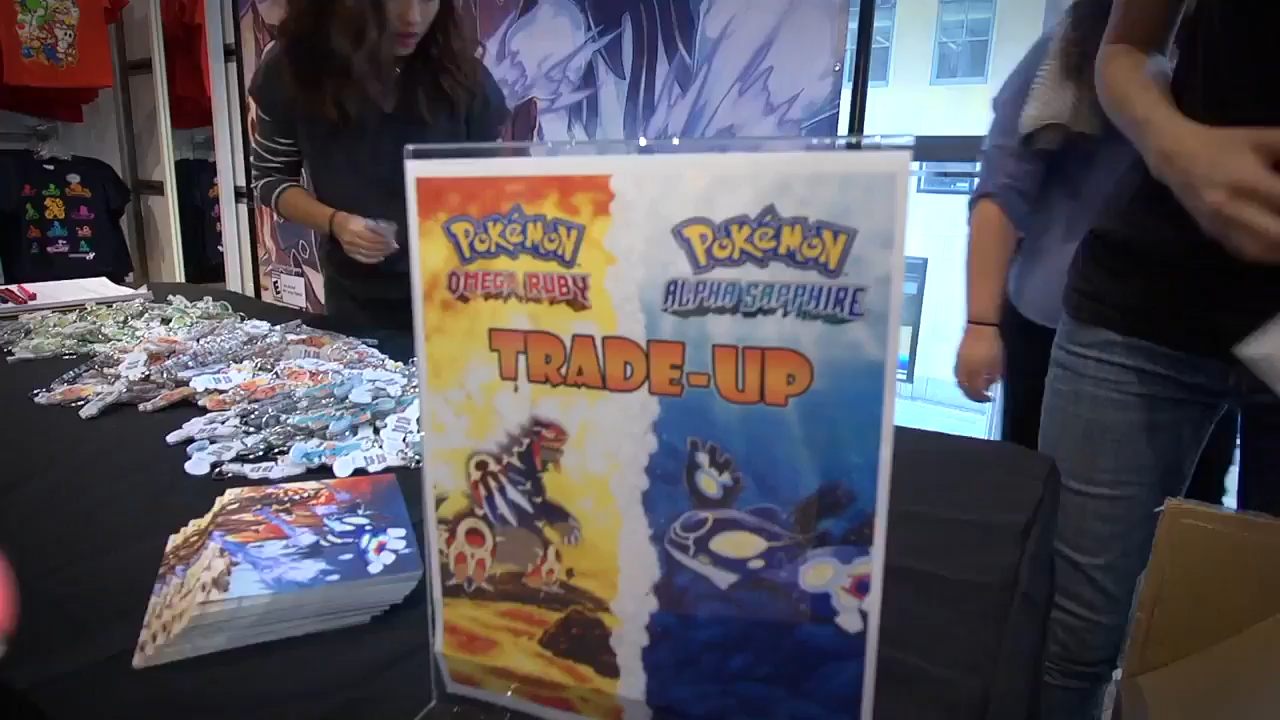 POKéMON
OMEGA RUBY
POKéMON
ALPHA SAPPHIRE
TRADE-UP
E